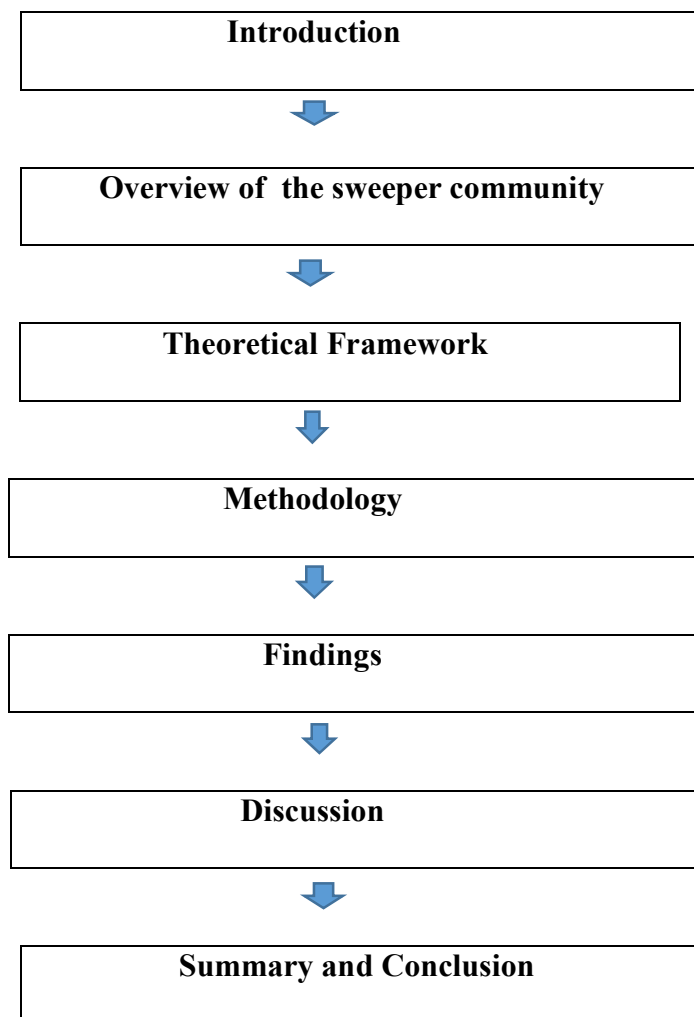 Introduction
Overview of the sweeper community
Theoretical Framework
Methodology
Findings
Discussion
Summary and Conclusion